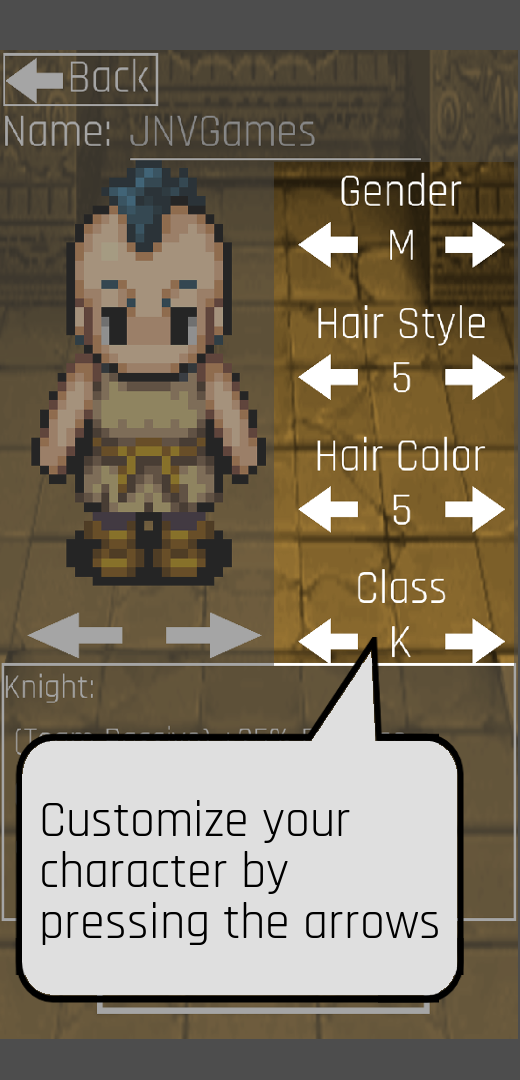 Back
Name: JNVGames
Gender
M
Hair Style
5
Hair Color
5
Class
K
Knight:
Customize your
character by
pressing the arrows